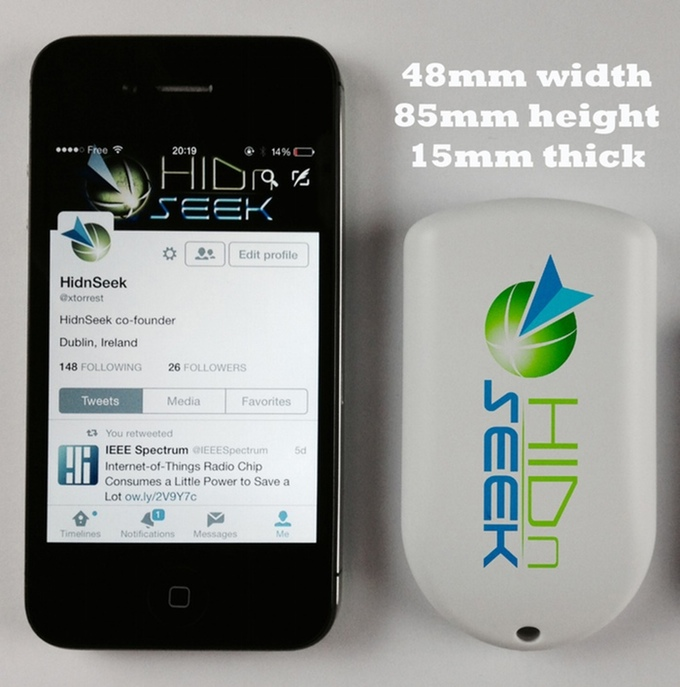 48mm width
85mm height
15mm thick
Free 20:19 14%
HIDn
SEEK
Edit profile
HidnSeek
@xtorrest
HidnSeek co-founder
Dublin, Ireland
148 FOLLOWING 26 FOLLOWERS
Tweets Media Favorites
You retweeted
IEEE Spectrum @IEEESpectrum 5d
Internet-of-Things Radio Chip
Consumes a Little Power to Save a
Lot ow.ly/2V9Y7c
1
Timelines Notifications Messages Me
HIDn
SEEK